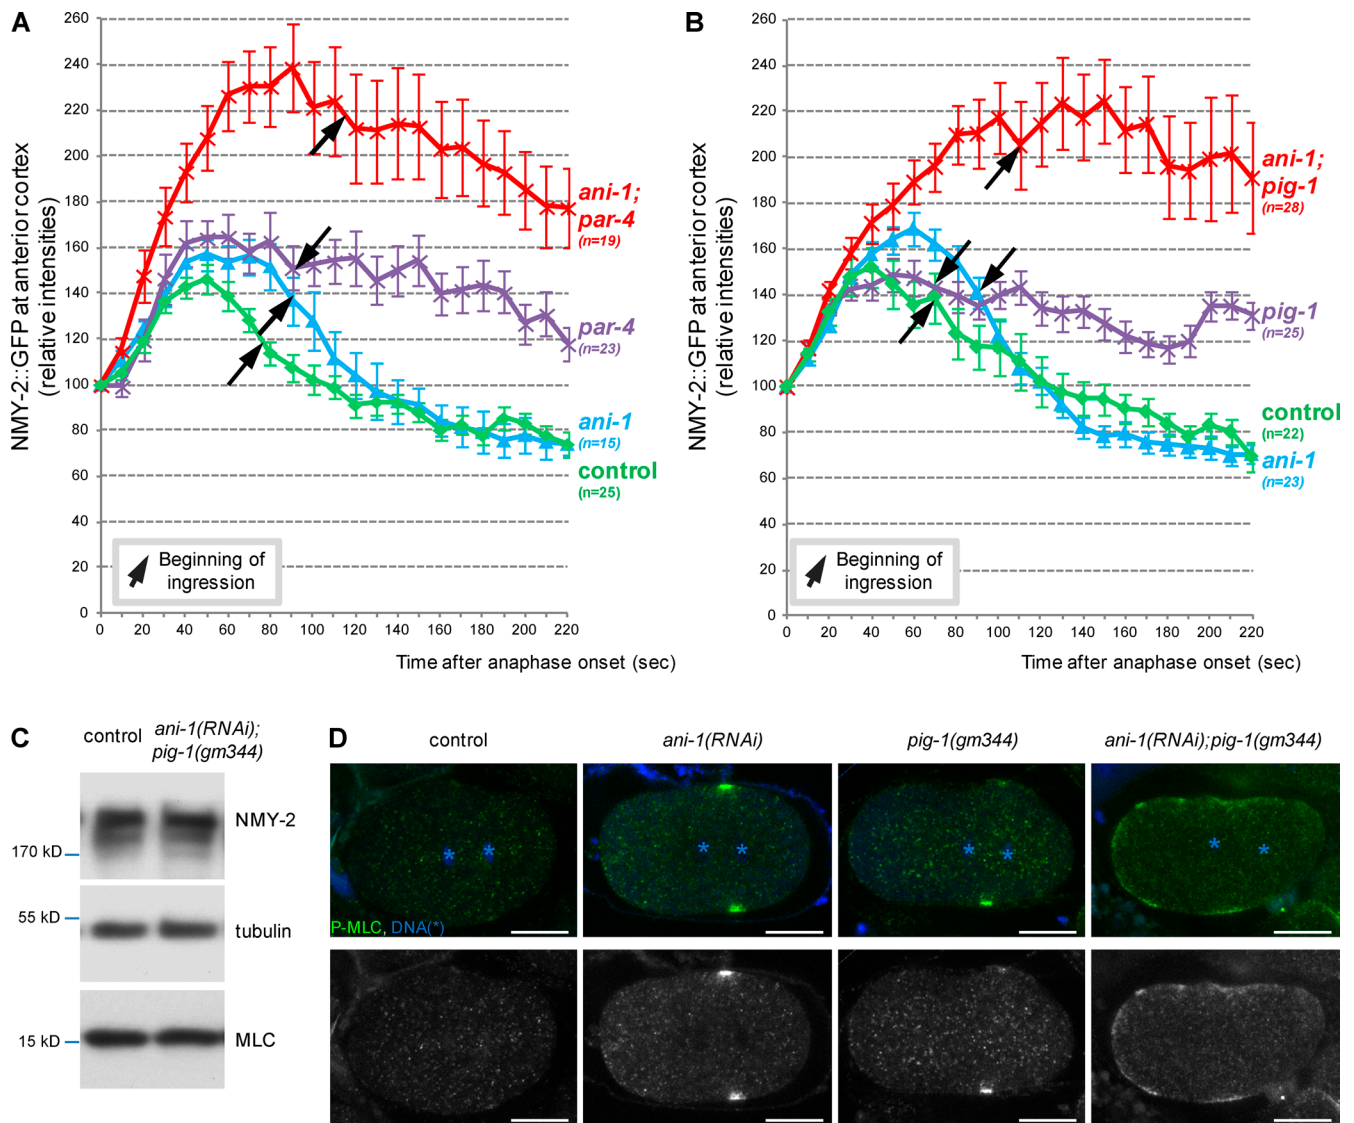 A
NMY-2::GFP at anterior cortex
(relative intensities)
260
240
220
200
180
160
140
120
100
80
60
40
20
0
0 20 40 60 80 100 120 140 160 180 200 220
Time after anaphase onset (sec)
ani-1;
par-4
(n=19)
par-4
(n=23)
ani-1
(n=15)
control
(n=25)
Beginning of
ingression
B
NMY-2::GFP at anterior cortex
(relative intensities)
260
240
220
200
180
160
140
120
100
80
60
40
20
0
0 20 40 60 80 100 120 140 160 180 200 220
Time after anaphase onset (sec)
ani-1;
pig-1
(n=28)
pig-1
(n=25)
control
(n=22)
ani-1
(n=23)
Beginning of
ingression
C
control
ani-1(RNAi);
pig-1(gm344)
NMY-2
170 kD
55 kD
tubulin
15 kD
MLC
D
control
ani-1(RNAi)
pig-1(gm344)
ani-1(RNAi);pig-1(gm344)
* * * * * * * *
P-MLC, DNA(*)